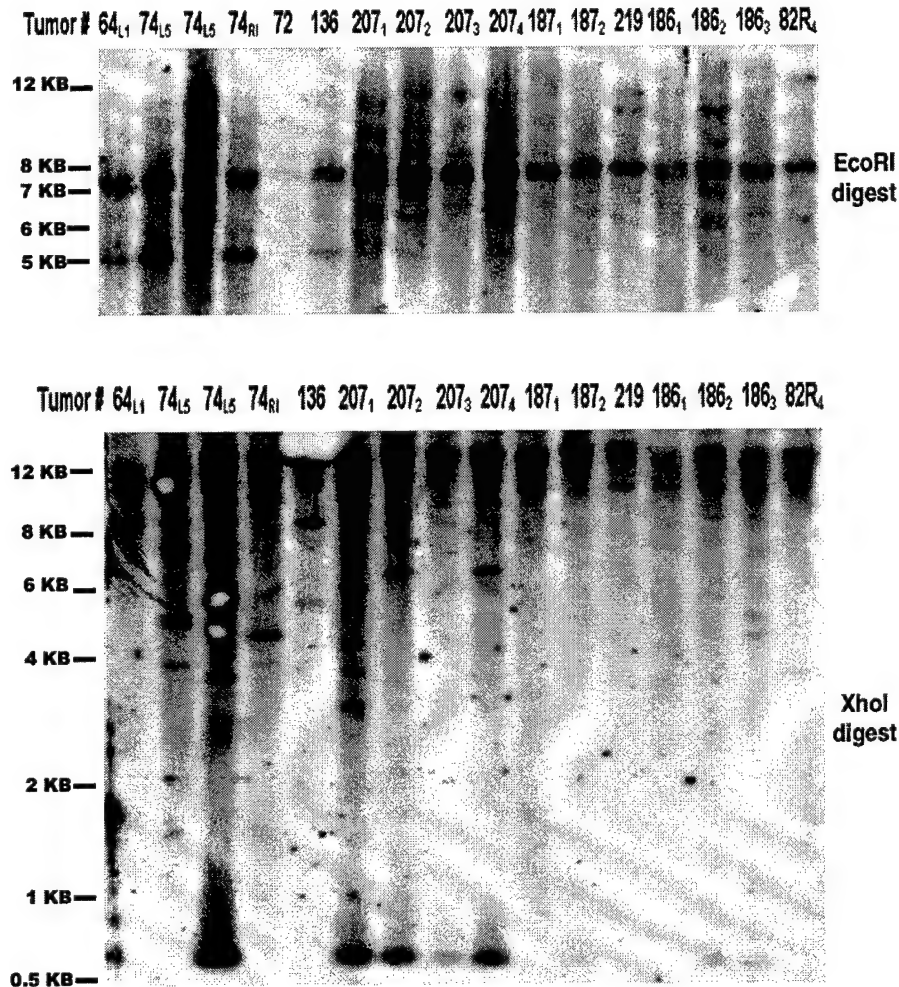 Tumor # 64L1 74L5 74L5 74RI 72 136 207₁ 207₂ 207₃ 207₄ 187₁ 187₂ 219 186₁ 186₂ 186₃ 82R₄
12 KB
8 KB
7 KB
6 KB
5 KB
EcoRI
digest
Tumor # 64L1 74L5 74L5 74RI 136 207₁ 207₂ 207₃ 207₄ 187₁ 187₂ 219 186₁ 186₂ 186₃ 82R₄
12 KB
8 KB
6 KB
4 KB
2 KB
1 KB
0.5 KB
XhoI
digest